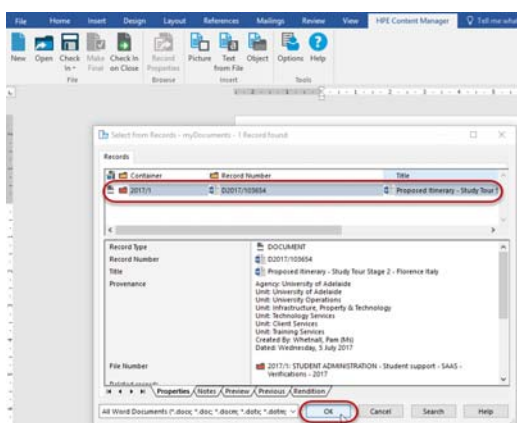 File Home Insert Design Layout References Mailings Review View HPE Content Manager Tell me what
New Open Check In Make Final Check In on Close Record Properties Picture Text from File Object Options Help
File Browse Insert Tools
Select from Records - myDocuments - 1 Record found
Records
Container Record Number Title
2017/1 D2017/103654 Proposed Itinerary - Study Tour
Record Type DOCUMENT
Record Number D2017/103654
Title Proposed Itinerary - Study Tour Stage 2 - Florence Italy
Provenance Agency: University of Adelaide
Unit: University of Adelaide
Unit: University Operations
Unit: Infrastructure, Property & Technology
Unit: Technology Services
Unit: Client Services
Unit: Training Services
Created By: Whetnall, Pam (Ms)
Dated: Wednesday, 5 July 2017
File Number 2017/1: STUDENT ADMINISTRATION - Student support - SAAS -
Verifications - 2017
Properties Notes Preview Previous Rendition
All Word Documents (*.docx; *.doc; *.docm; *.dotx; *.dotm; OK Cancel Search Help